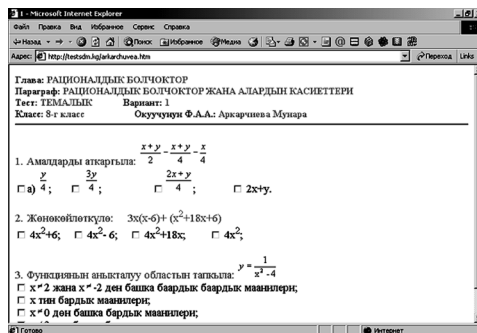 1 - Microsoft Internet Explorer
Файл Правка Вид Избранное Сервис Справка
Назад Поиск Избранное Медиа
Адрес: http://testsdm.kg/arkarchuvea.htm Переход Links
Глава: РАЦИОНАЛДЫК БОЛЧОКТОР
Параграф: РАЦИОНАЛДЫК БОЛЧОКТОР ЖАНА АЛАРДЫН КАСИЕТТЕРИ
Тест: ТЕМАЛЫК Вариант: 1
Класс: 8-г класс Окуучунун Ф.А.А.: Аркарчиева Мунара
1. Амалдарды аткаргыла: (x+y)/2 - (x+y)/4 - x/4
а) y/4; 3y/4; (2x+y)/4; 2x+y.
2. Жөнөкөйлөткүлө: 3x(x-6)+ (x²+18x+6)
4x²+6; 4x²- 6; 4x²+18x; 4x²;
3. Функциянын аныкталуу областын тапкыла: y = 1/(x² - 4)
x ≠ 2 жана x ≠ -2 ден башка баардык баардык маанилери;
x тин бардык маанилери;
x ≠ 0 ден башка бардык маанилери;
Готово Интернет